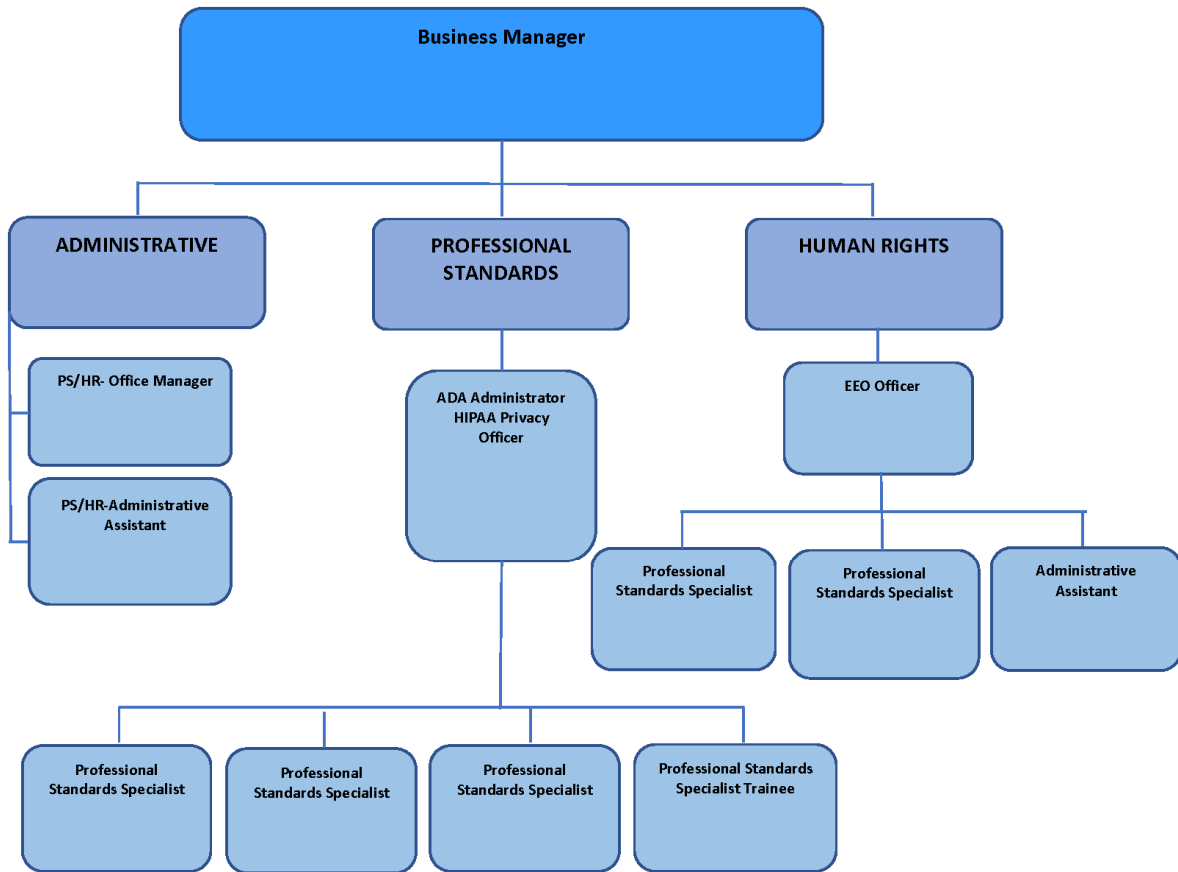 Business Manager
ADMINISTRATIVE
PROFESSIONAL
STANDARDS
HUMAN RIGHTS
PS/HR- Office Manager
PS/HR-Administrative
Assistant
ADA Administrator
HIPAA Privacy
Officer
EEO Officer
Professional
Standards Specialist
Professional
Standards Specialist
Administrative
Assistant
Professional
Standards Specialist
Professional
Standards Specialist
Professional
Standards Specialist
Professional Standards
Specialist Trainee